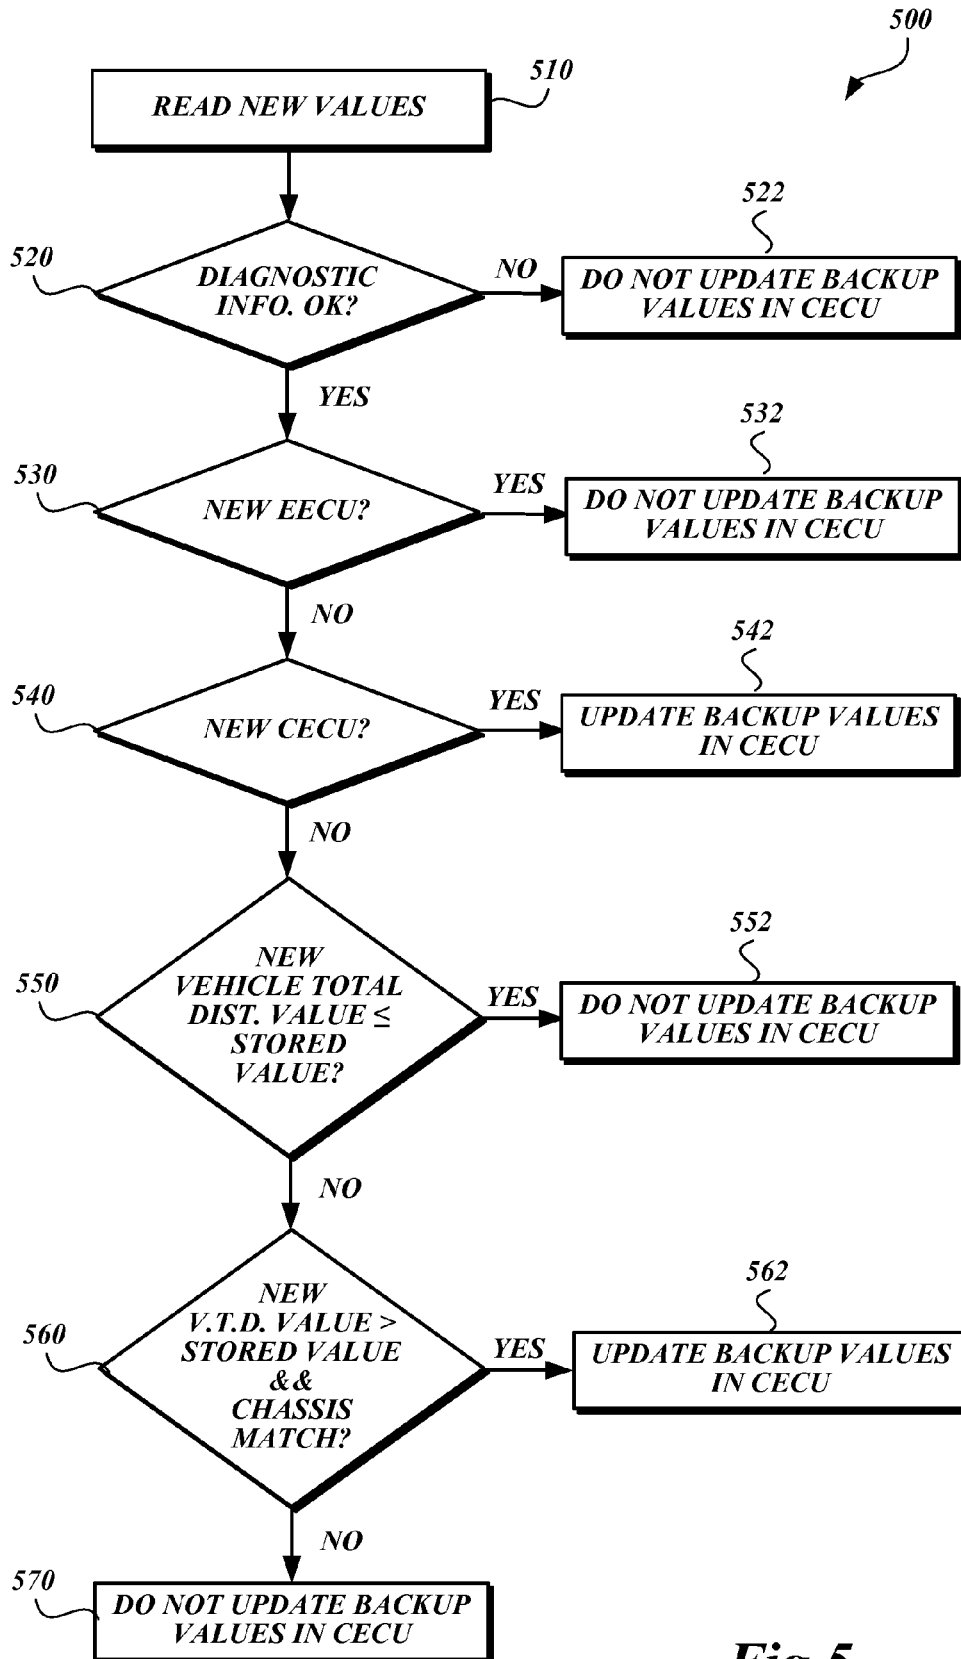 500
510
READ NEW VALUES
522
520
DIAGNOSTIC
INFO. OK?
NO
DO NOT UPDATE BACKUP
VALUES IN CECU
YES
532
530
NEW EECU?
YES
DO NOT UPDATE BACKUP
VALUES IN CECU
NO
542
540
NEW CECU?
YES
UPDATE BACKUP VALUES
IN CECU
NO
552
550
NEW
VEHICLE TOTAL
DIST. VALUE ≤
STORED
VALUE?
YES
DO NOT UPDATE BACKUP
VALUES IN CECU
NO
562
560
NEW
V.T.D. VALUE >
STORED VALUE
&&
CHASSIS
MATCH?
YES
UPDATE BACKUP VALUES
IN CECU
NO
570
DO NOT UPDATE BACKUP
VALUES IN CECU
Fig.5.